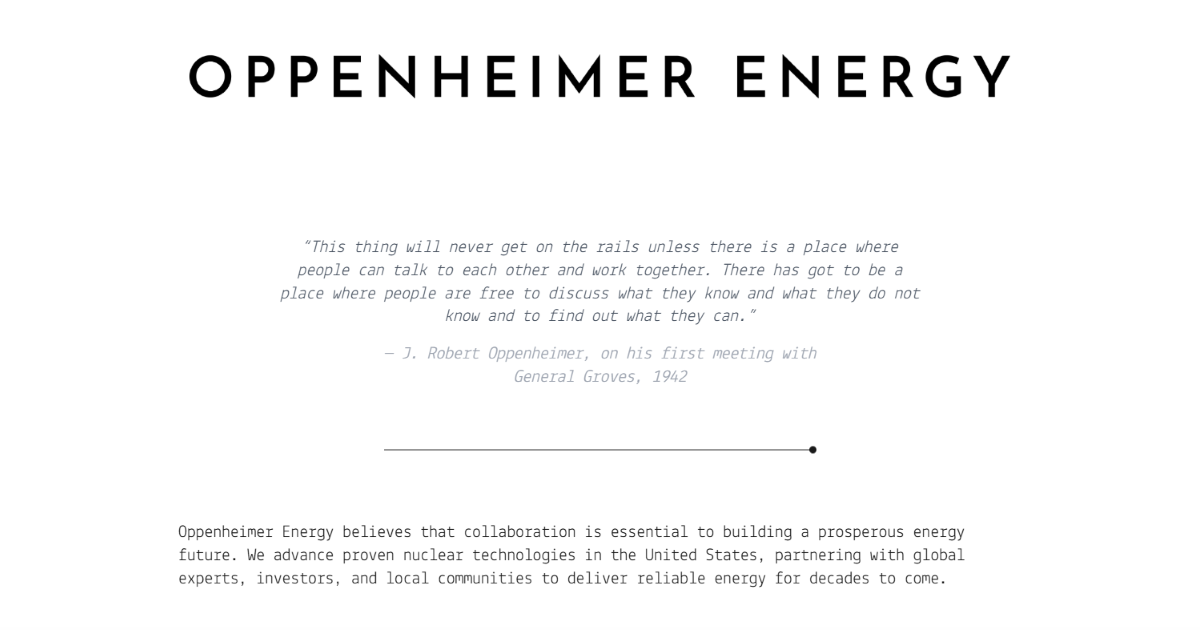 OPPENHEIMER ENERGY
“This thing will never get on the rails unless there is a place where
people can talk to each other and work together. There has got to be a
place where people are free to discuss what they know and what they do not
know and to find out what they can.”
— J. Robert Oppenheimer, on his first meeting with
General Groves, 1942
Oppenheimer Energy believes that collaboration is essential to building a prosperous energy
future. We advance proven nuclear technologies in the United States, partnering with global
experts, investors, and local communities to deliver reliable energy for decades to come.